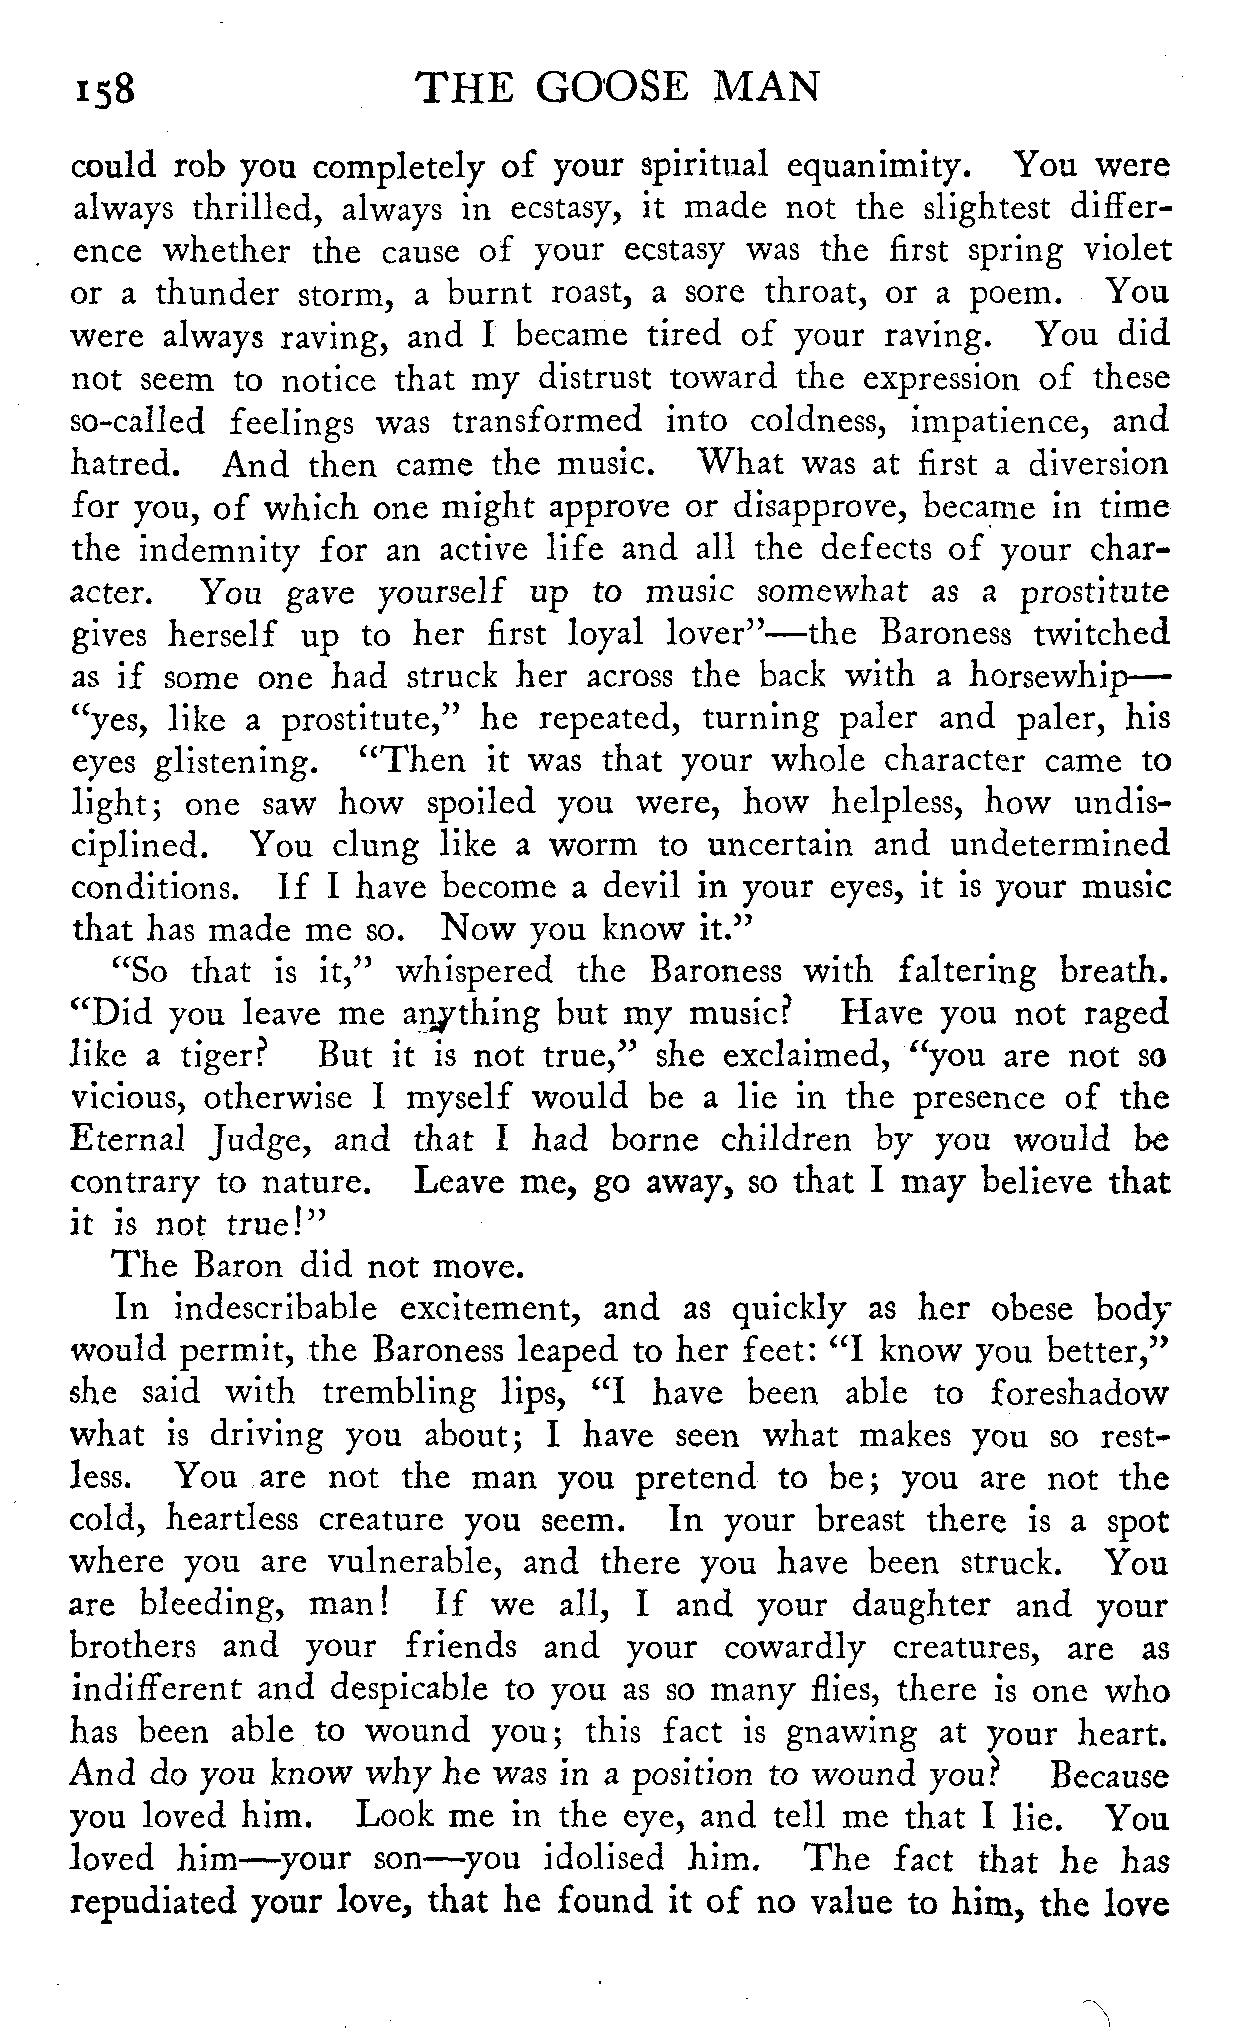 158 THE GOOSE MAN
could rob you completely of your spiritual equanimity. You were
always thrilled, always in ecstasy, it made not the slightest differ-
ence whether the cause of your ecstasy was the first spring violet
or a thunder storm, a burnt roast, a sore throat, or a poem. You
were always raving, and I became tired of your raving. You did
not seem to notice that my distrust toward the expression of these
so-called feelings was transformed into coldness, impatience, and
hatred. And then came the music. What was at first a diversion
for you, of which one might approve or disapprove, became in time
the indemnity for an active life and all the defects of your char-
acter. You gave yourself up to music somewhat as a prostitute
gives herself up to her first loyal lover”—the Baroness twitched
as if some one had struck her across the back with a horsewhip—
“yes, like a prostitute,” he repeated, turning paler and paler, his
eyes glistening. “Then it was that your whole character came to
light; one saw how spoiled you were, how helpless, how undis-
ciplined. You clung like a worm to uncertain and undetermined
conditions. If I have become a devil in your eyes, it is your music
that has made me so. Now you know it.”
“So that is it,” whispered the Baroness with faltering breath.
“Did you leave me anything but my music? Have you not raged
like a tiger? But it is not true,” she exclaimed, “you are not so
vicious, otherwise I myself would be a lie in the presence of the
Eternal Judge, and that I had borne children by you would be
contrary to nature. Leave me, go away, so that I may believe that
it is not true!”
The Baron did not move.
In indescribable excitement, and as quickly as her obese body
would permit, the Baroness leaped to her feet: “I know you better,”
she said with trembling lips, “I have been able to foreshadow
what is driving you about; I have seen what makes you so rest-
less. You are not the man you pretend to be; you are not the
cold, heartless creature you seem. In your breast there is a spot
where you are vulnerable, and there you have been struck. You
are bleeding, man! If we all, I and your daughter and your
brothers and your friends and your cowardly creatures, are as
indifferent and despicable to you as so many flies, there is one who
has been able to wound you; this fact is gnawing at your heart.
And do you know why he was in a position to wound you? Because
you loved him. Look me in the eye, and tell me that I lie. You
loved him—your son—you idolised him. The fact that he has
repudiated your love, that he found it of no value to him, the love